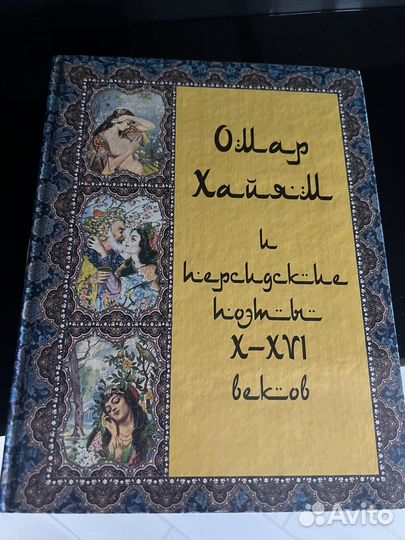 Омар
Хайям
и
персидские
поэты
X–XVI
веков
Avito